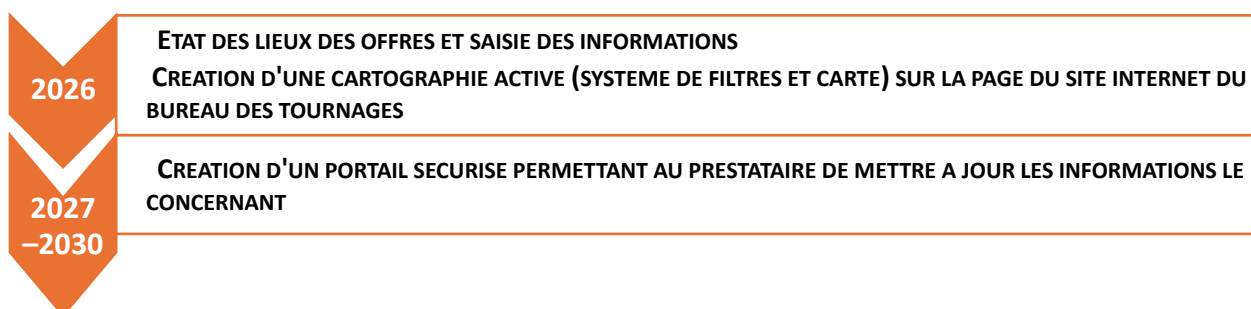 2026
ETAT DES LIEUX DES OFFRES ET SAISIE DES INFORMATIONS
CREATION D'UNE CARTOGRAPHIE ACTIVE (SYSTEME DE FILTRES ET CARTE) SUR LA PAGE DU SITE INTERNET DU
BUREAU DES TOURNAGES
2027
–2030
CREATION D'UN PORTAIL SECURISE PERMETTANT AU PRESTATAIRE DE METTRE A JOUR LES INFORMATIONS LE
CONCERNANT